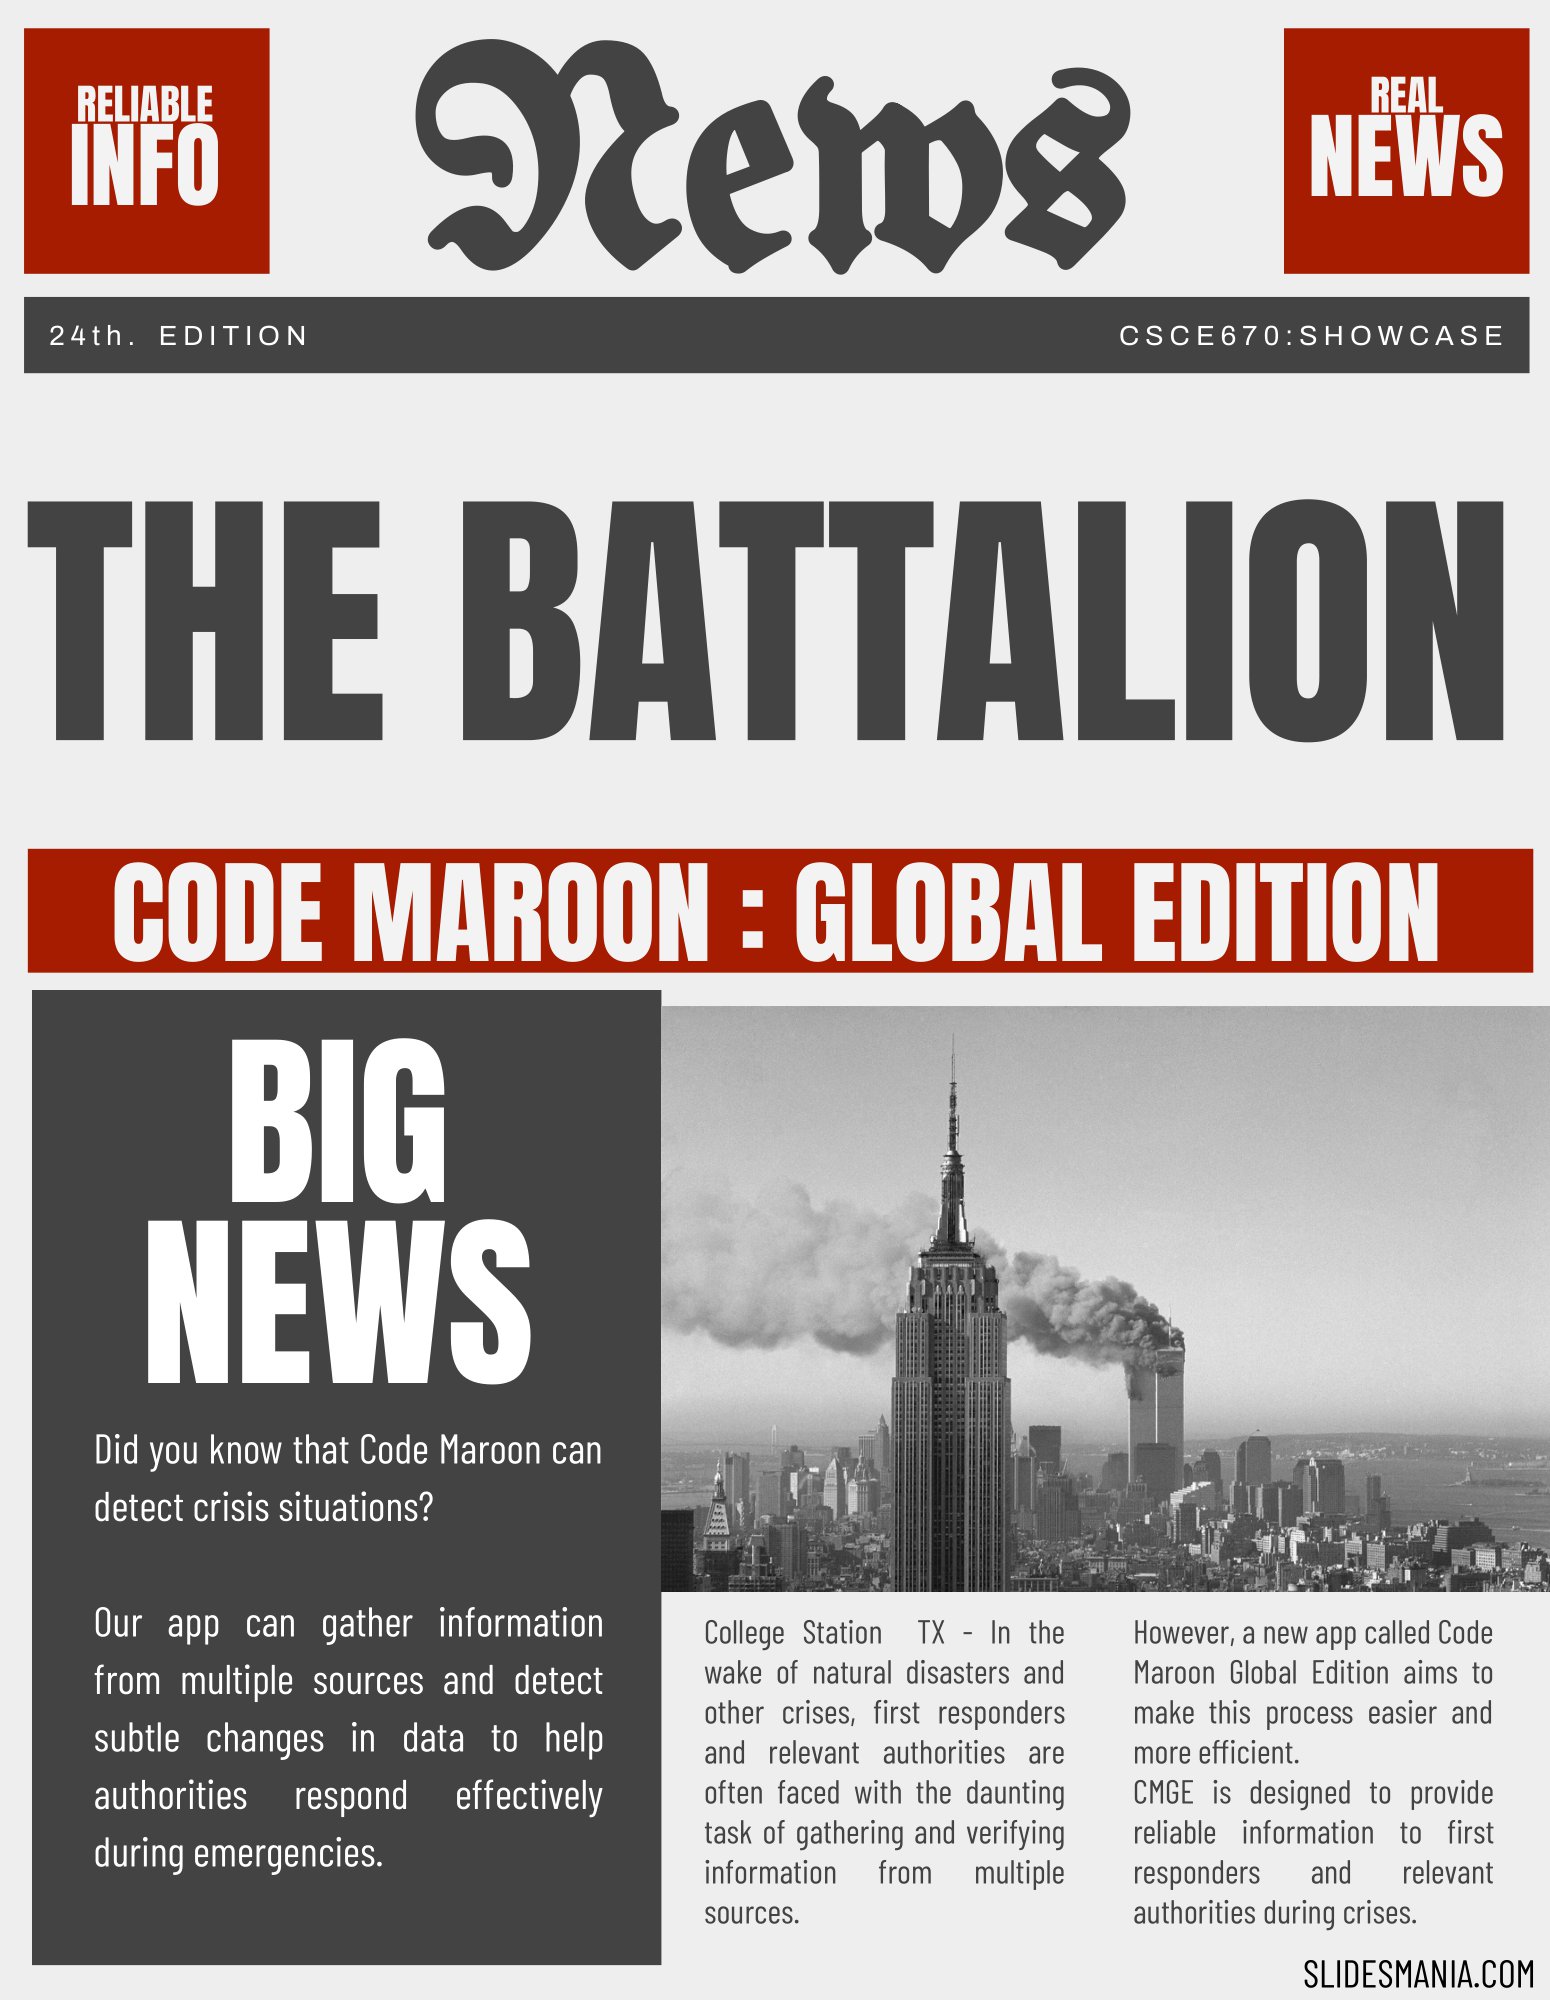 RELIABLE
INFO
News
REAL
NEWS
24th. EDITION
CSCE670:SHOWCASE
THE BATTALION
CODE MAROON : GLOBAL EDITION
BIG
NEWS
Did you know that Code Maroon can
detect crisis situations?
Our app can gather information
from multiple sources and detect
subtle changes in data to help
authorities respond effectively
during emergencies.
College Station TX - In the
wake of natural disasters and
other crises, first responders
and relevant authorities are
often faced with the daunting
task of gathering and verifying
information from multiple
sources.
However, a new app called Code
Maroon Global Edition aims to
make this process easier and
more efficient.
CMGE is designed to provide
reliable information to first
responders and relevant
authorities during crises.
SLIDESMANIA.COM